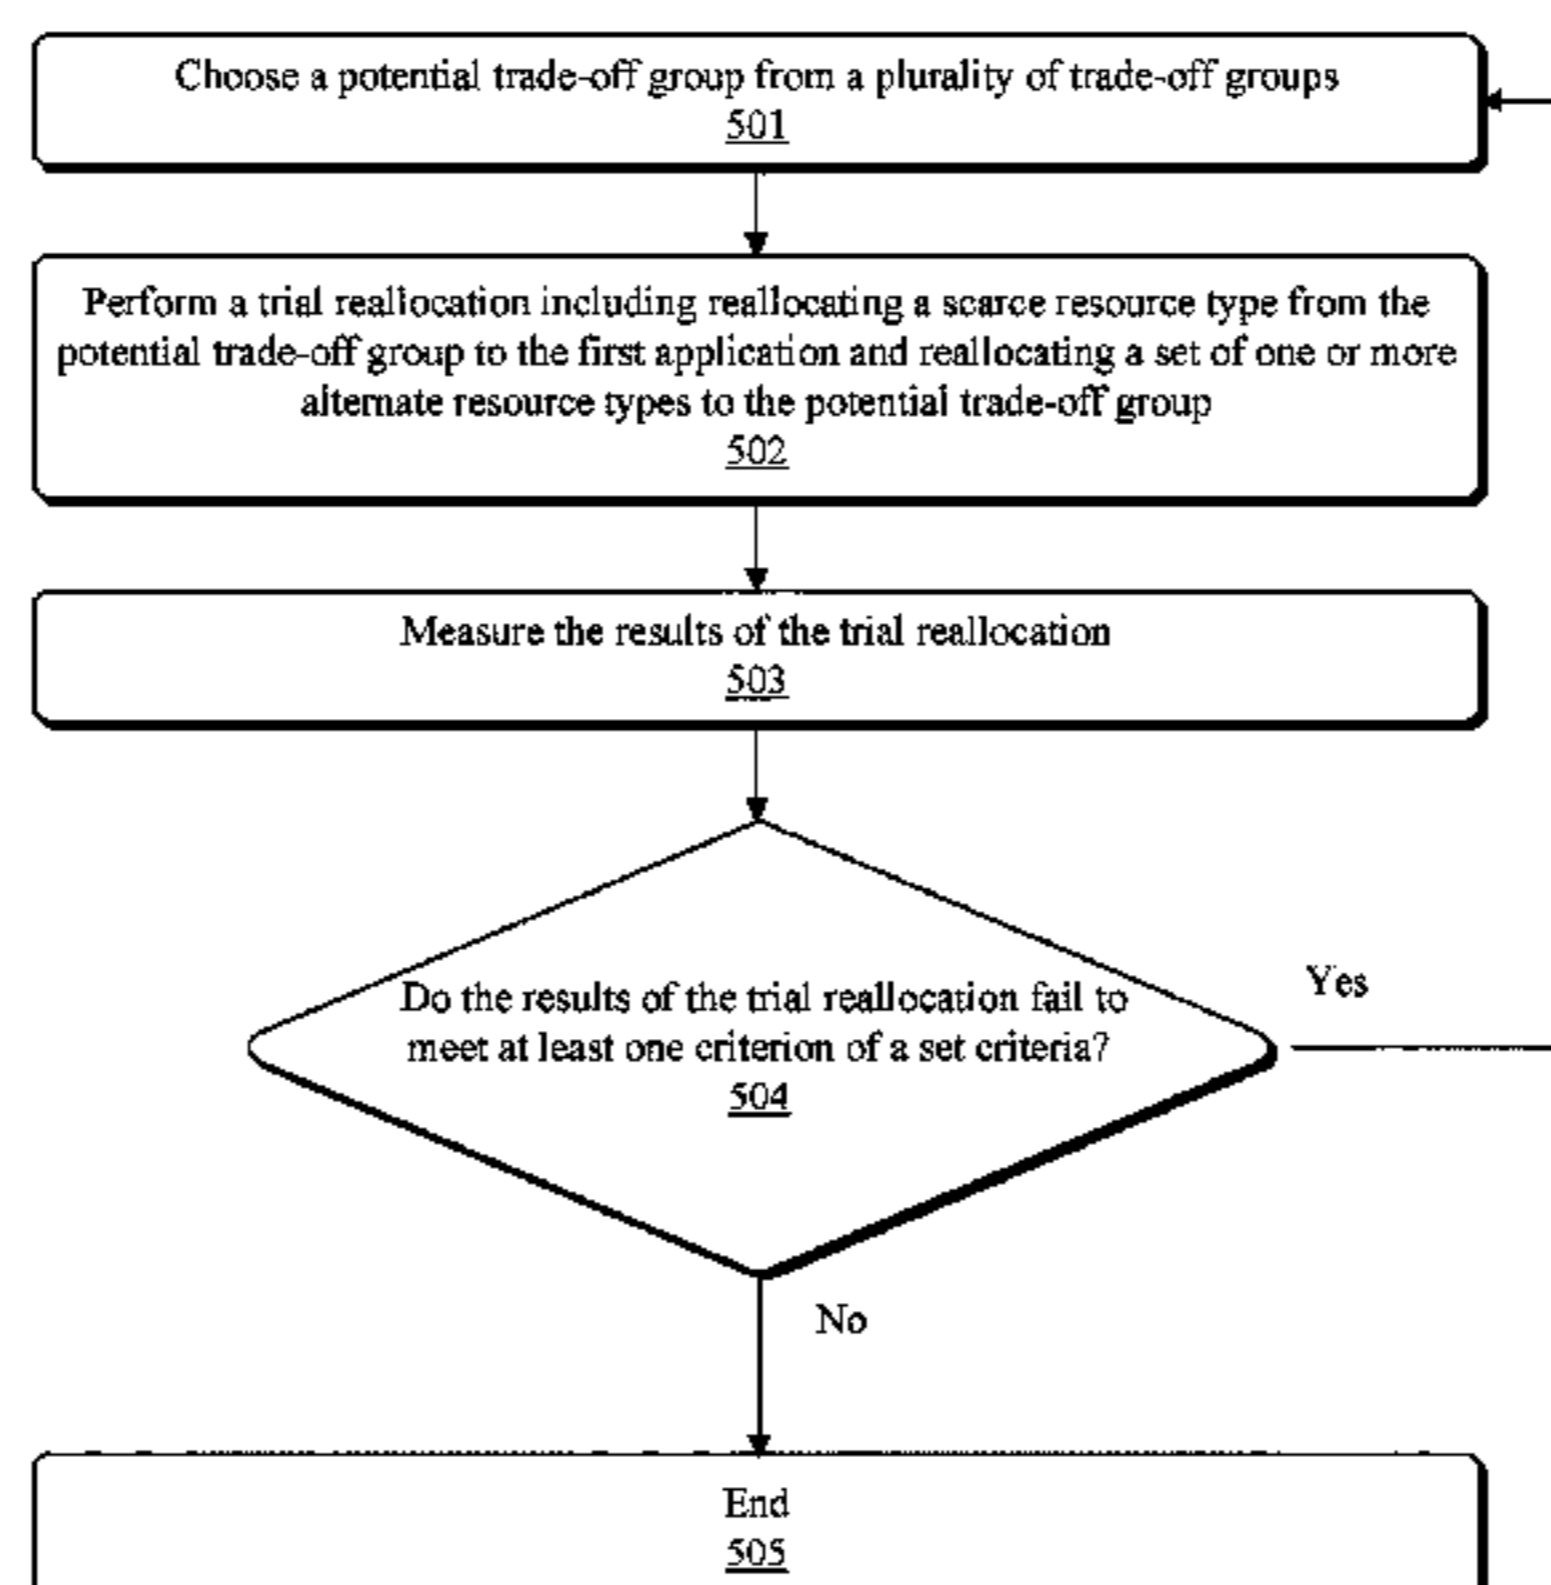 Choose a potential trade-off group from a plurality of trade-off groups
501
Perform a trial reallocation including reallocating a scarce resource type from the
potential trade-off group to the first application and reallocating a set of one or more
alternate resource types to the potential trade-off group
502
Measure the results of the trial reallocation
503
Do the results of the trial reallocation fail to
meet at least one criterion of a set criteria?
504
Yes
No
End
505